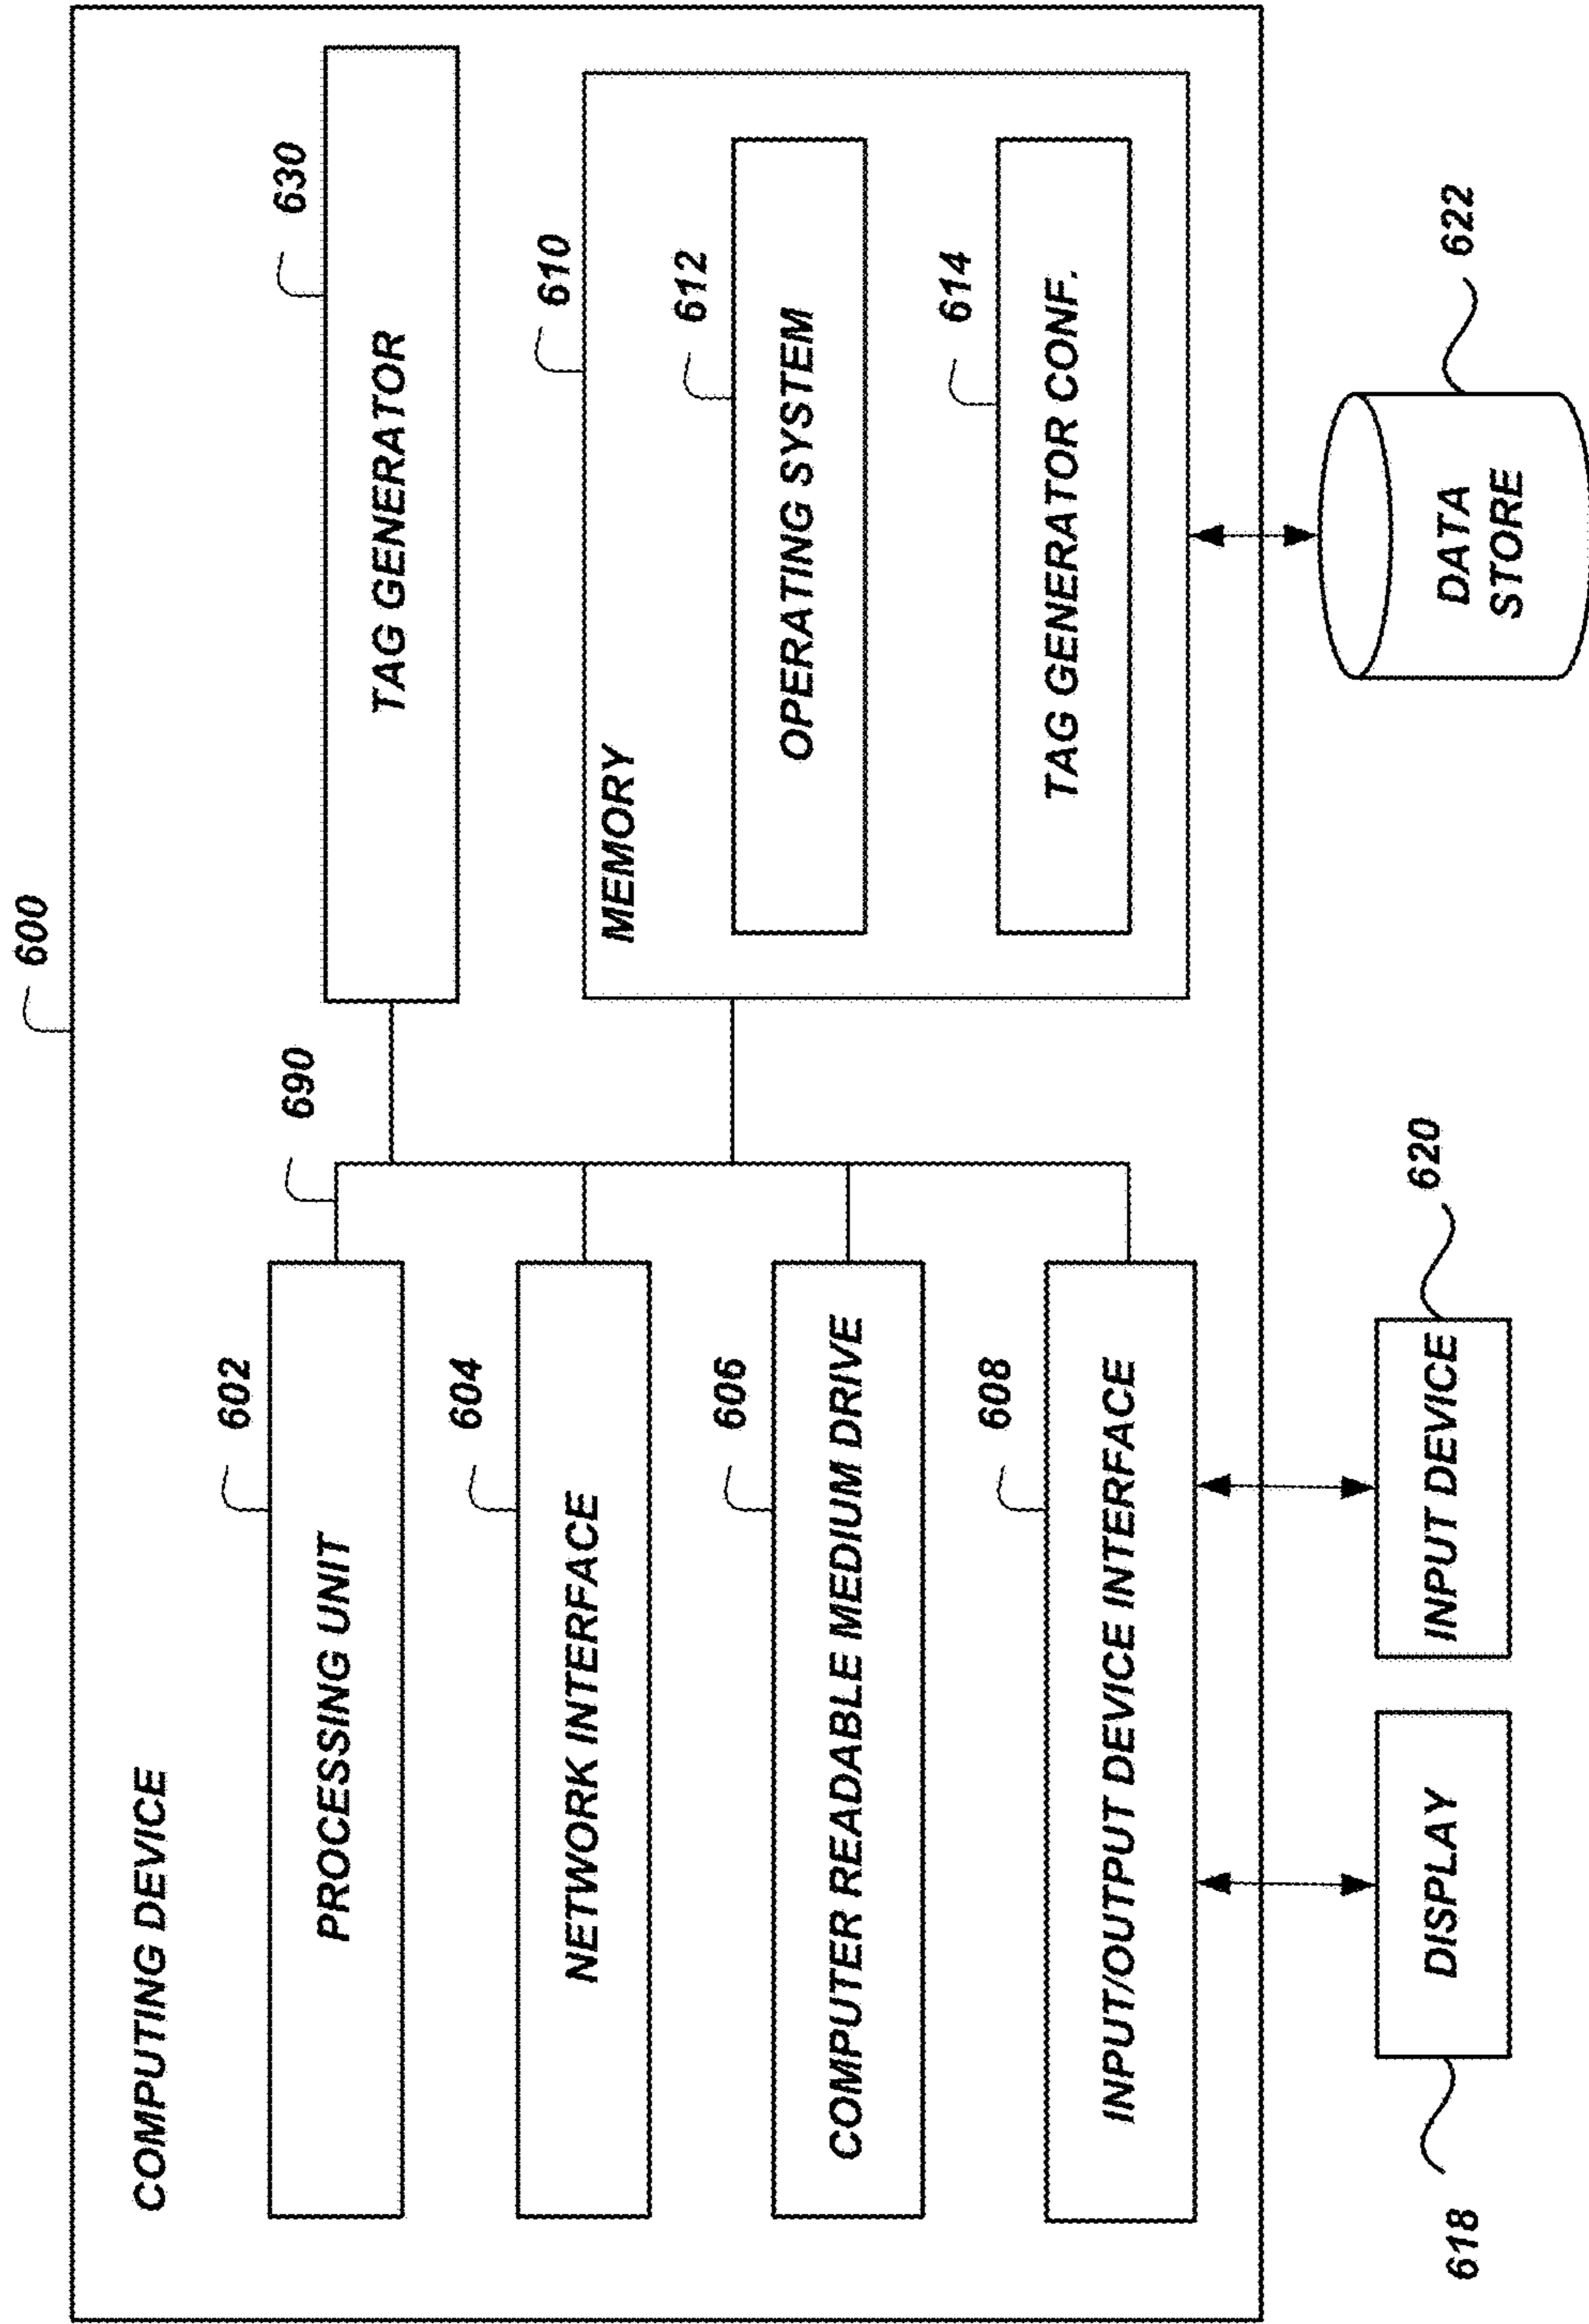 600
COMPUTING DEVICE
602
PROCESSING UNIT
604
NETWORK INTERFACE
606
COMPUTER READABLE MEDIUM DRIVE
608
INPUT/OUTPUT DEVICE INTERFACE
690
630
TAG GENERATOR
610
MEMORY
612
OPERATING SYSTEM
614
TAG GENERATOR CONF.
618
DISPLAY
620
INPUT DEVICE
622
DATA
STORE